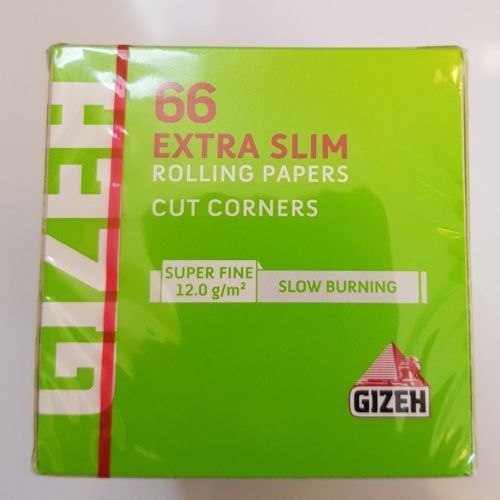 GIZEH
66
EXTRA SLIM
ROLLING PAPERS
CUT CORNERS
SUPER FINE
12.0 g/m²
SLOW BURNING
GIZEH